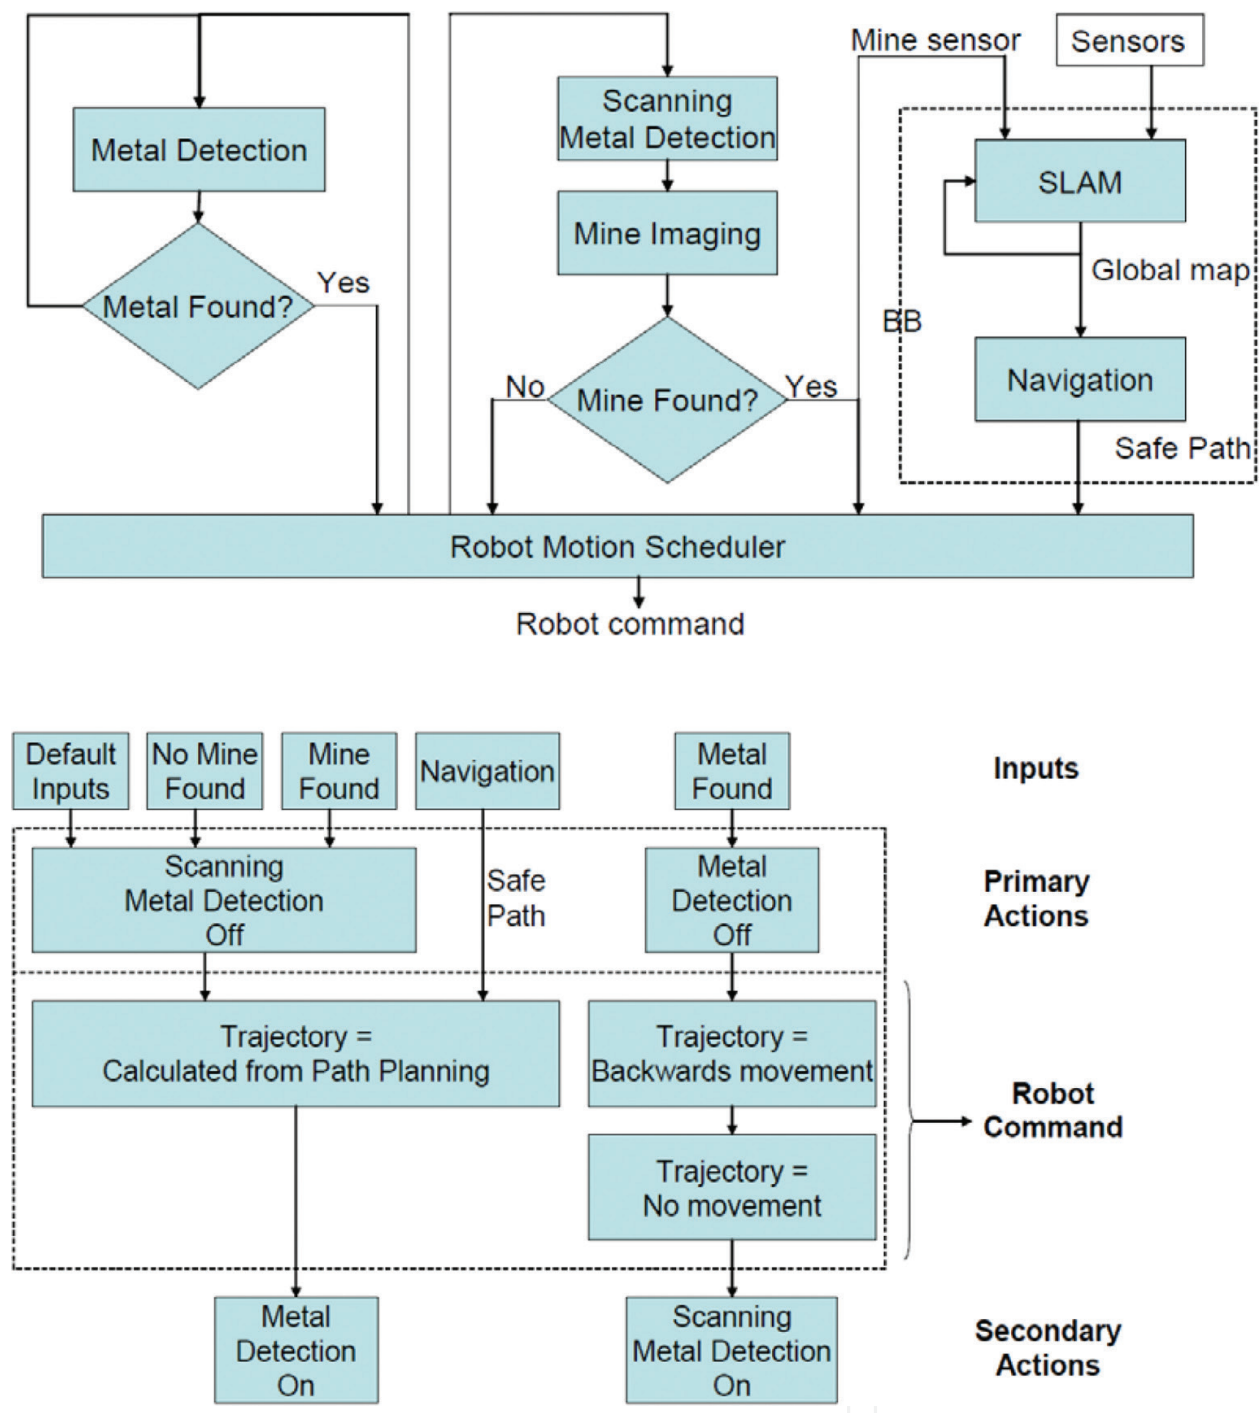 Mine sensor
Sensors
Metal Detection
Scanning
Metal Detection
SLAM
Mine Imaging
Global map
Metal Found?
Yes
BB
Navigation
No
Mine Found?
Yes
Safe Path
Robot Motion Scheduler
Robot command
Default
Inputs
No Mine
Found
Mine
Found
Navigation
Metal
Found
Inputs
Scanning
Metal Detection
Off
Safe
Path
Metal
Detection
Off
Primary
Actions
Trajectory =
Calculated from Path Planning
Trajectory =
Backwards movement
Robot
Command
Trajectory =
No movement
Metal
Detection
On
Scanning
Metal Detection
On
Secondary
Actions